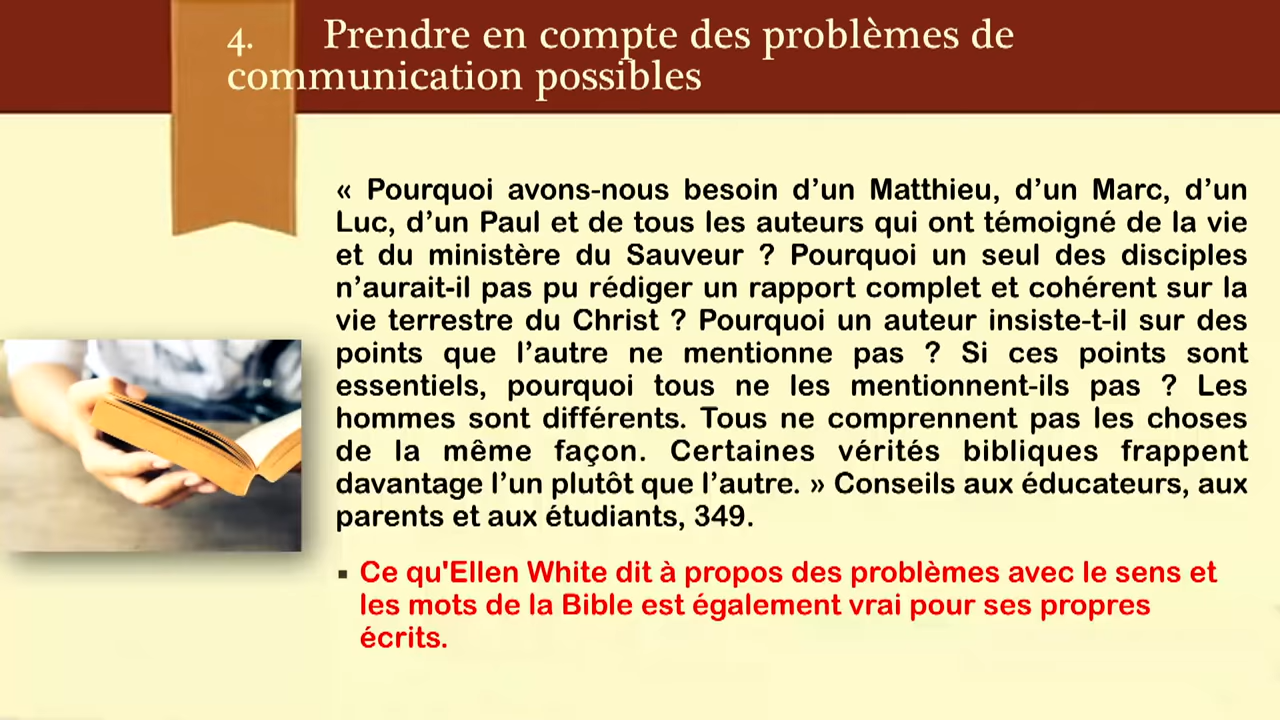 4. Prendre en compte des problèmes de
communication possibles
« Pourquoi avons-nous besoin d’un Matthieu, d’un Marc, d’un
Luc, d’un Paul et de tous les auteurs qui ont témoigné de la vie
et du ministère du Sauveur ? Pourquoi un seul des disciples
n’aurait-il pas pu rédiger un rapport complet et cohérent sur la
vie terrestre du Christ ? Pourquoi un auteur insiste-t-il sur des
points que l’autre ne mentionne pas ? Si ces points sont
essentiels, pourquoi tous ne les mentionnent-ils pas ? Les
hommes sont différents. Tous ne comprennent pas les choses
de la même façon. Certaines vérités bibliques frappent
davantage l’un plutôt que l’autre. » Conseils aux éducateurs, aux
parents et aux étudiants, 349.
▪ Ce qu'Ellen White dit à propos des problèmes avec le sens et
les mots de la Bible est également vrai pour ses propres
écrits.